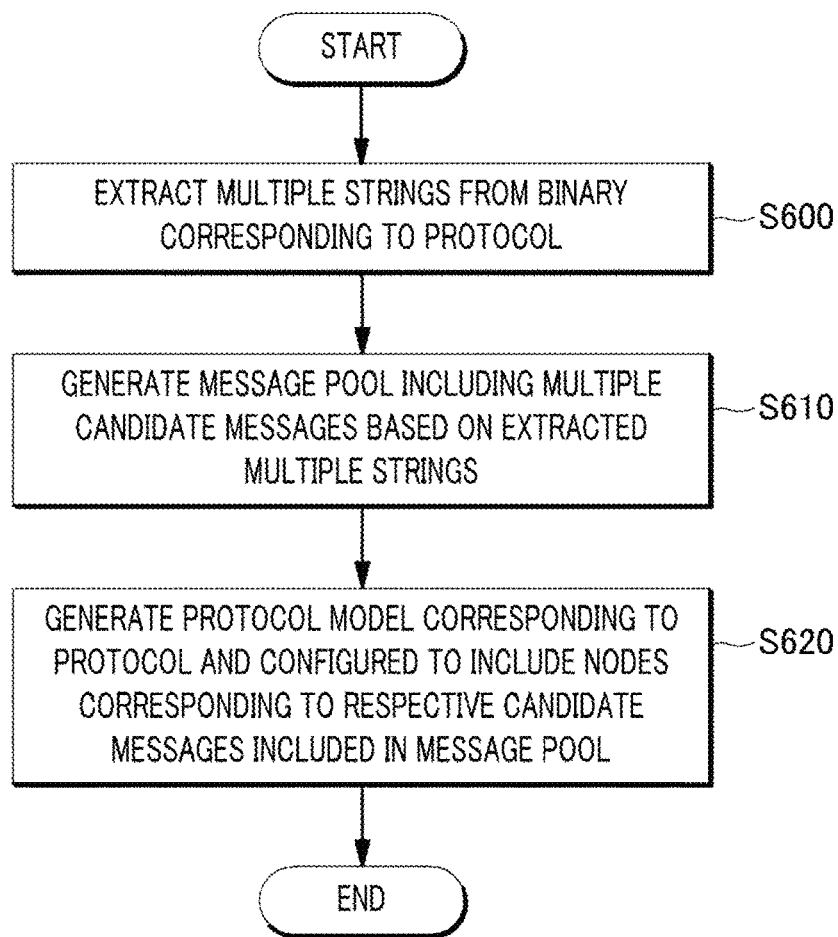 START
EXTRACT MULTIPLE STRINGS FROM BINARY
CORRESPONDING TO PROTOCOL
S600
GENERATE MESSAGE POOL INCLUDING MULTIPLE
CANDIDATE MESSAGES BASED ON EXTRACTED
MULTIPLE STRINGS
S610
GENERATE PROTOCOL MODEL CORRESPONDING TO
PROTOCOL AND CONFIGURED TO INCLUDE NODES
CORRESPONDING TO RESPECTIVE CANDIDATE
MESSAGES INCLUDED IN MESSAGE POOL
S620
END